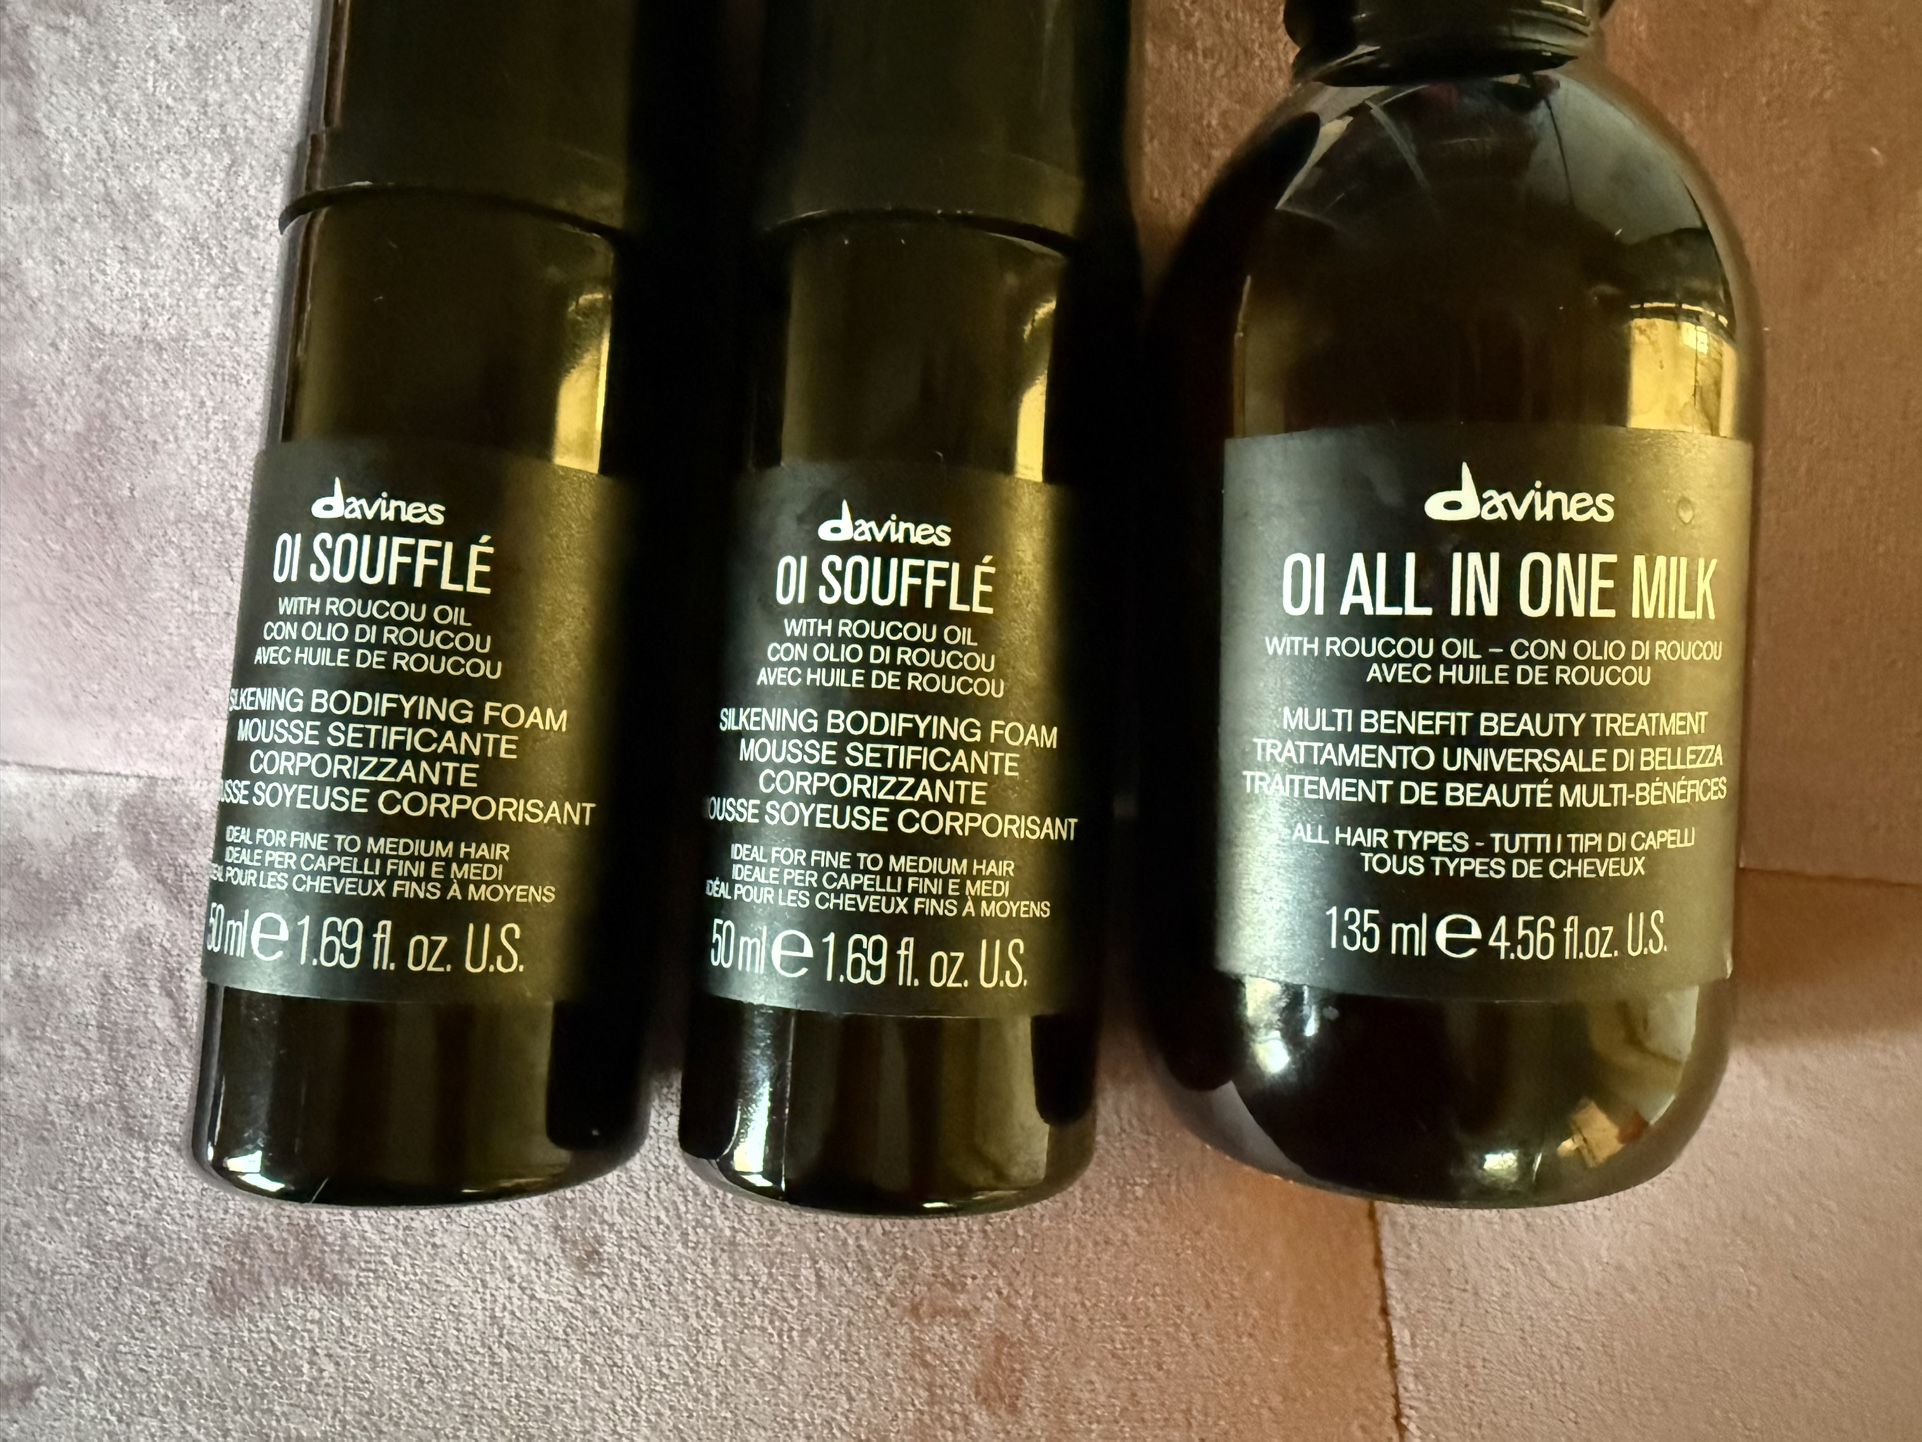 davines
OI SOUFFLÉ
WITH ROUCOU OIL
CON OLIO DI ROUCOU
AVEC HUILE DE ROUCOU
SILKENING BODIFYING FOAM
MOUSSE SETIFICANTE
CORPORIZZANTE
SOYEUSE CORPORISANT
IDEAL FOR FINE TO MEDIUM HAIR
IDEALE PER CAPELLI FINI E MEDI
POUR LES CHEVEUX FINS À MOYENS
50 ml e 1.69 fl. oz. U.S.
davines
OI SOUFFLÉ
WITH ROUCOU OIL
CON OLIO DI ROUCOU
AVEC HUILE DE ROUCOU
SILKENING BODIFYING FOAM
MOUSSE SETIFICANTE
CORPORIZZANTE
MOUSSE SOYEUSE CORPORISANT
IDEAL FOR FINE TO MEDIUM HAIR
IDEALE PER CAPELLI FINI E MEDI
IDÉAL POUR LES CHEVEUX FINS À MOYENS
50 ml e 1.69 fl. oz. U.S.
davines
OI ALL IN ONE MILK
WITH ROUCOU OIL – CON OLIO DI ROUCOU
AVEC HUILE DE ROUCOU
MULTI BENEFIT BEAUTY TREATMENT
TRATTAMENTO UNIVERSALE DI BELLEZZA
TRAITEMENT DE BEAUTÉ MULTI-BÉNÉFICES
ALL HAIR TYPES - TUTTI I TIPI DI CAPELLI
TOUS TYPES DE CHEVEUX
135 ml e 4.56 fl.oz. U.S.